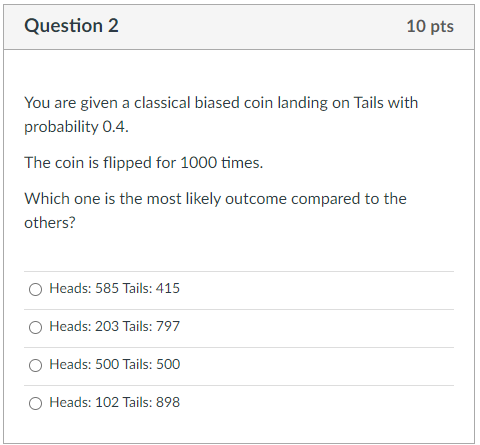 Question 2
10 pts
You are given a classical biased coin landing on Tails with
probability 0.4.
The coin is flipped for 1000 times.
Which one is the most likely outcome compared to the
others?
Heads: 585 Tails: 415
Heads: 203 Tails: 797
Heads: 500 Tails: 500
Heads: 102 Tails: 898